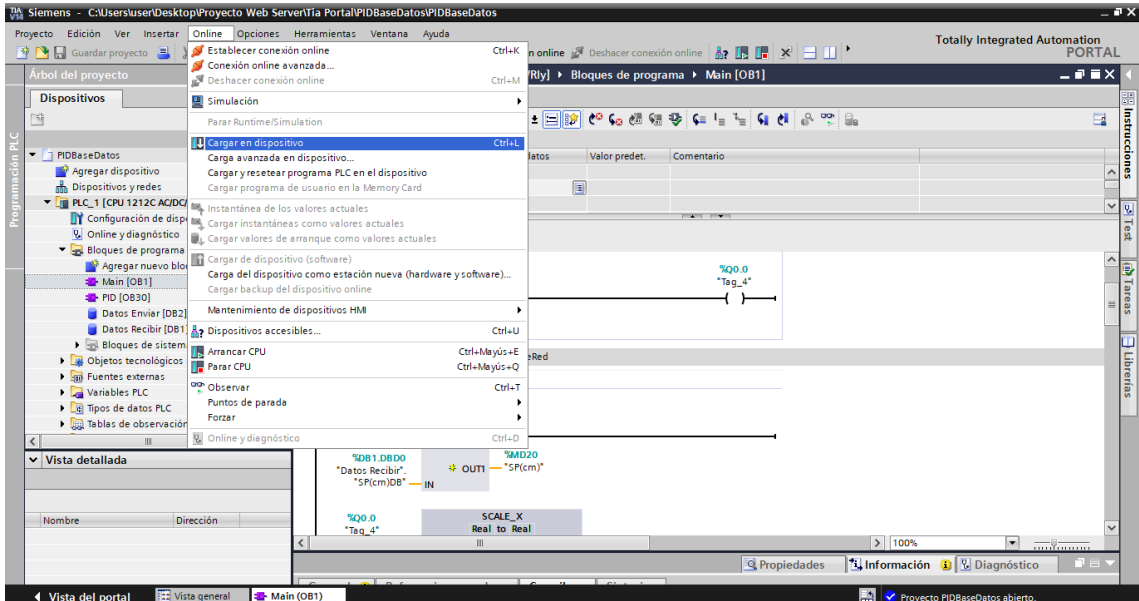 Siemens - C:\Users\user\Desktop\Proyecto Web Server\Tia Portal\PIDBaseDatos\PIDBaseDatos
Proyecto Edición Ver Insertar Online Opciones Herramientas Ventana Ayuda
Totally Integrated Automation
PORTAL
Guardar proyecto
n online Deshacer conexión online
Establecer conexión online Ctrl+K
Conexión online avanzada...
Deshacer conexión online Ctrl+M
Simulación
Parar Runtime/Simulation
Cargar en dispositivo Ctrl+L
Carga avanzada en dispositivo...
Cargar y resetear programa PLC en el dispositivo
Cargar programa de usuario en la Memory Card
Instantánea de los valores actuales
Cargar instantáneas como valores actuales
Cargar valores de arranque como valores actuales
Cargar de dispositivo (software)
Carga del dispositivo como estación nueva (hardware y software)...
Cargar backup del dispositivo online
Mantenimiento de dispositivos HMI
Dispositivos accesibles... Ctrl+U
Arrancar CPU Ctrl+Mayús+E
Parar CPU Ctrl+Mayús+Q
Observar Ctrl+T
Puntos de parada
Forzar
Online y diagnóstico Ctrl+D
Árbol del proyecto
Dispositivos
Programación PLC
PIDBaseDatos
Agregar dispositivo
Dispositivos y redes
PLC_1 [CPU 1212C AC/DC/
Configuración de dispo
Online y diagnóstico
Bloques de programa
Agregar nuevo bloq
Main [OB1]
PID [OB30]
Datos Enviar [DB2]
Datos Recibir [DB1]
Bloques de sistem
Objetos tecnológicos
Fuentes externas
Variables PLC
Tipos de datos PLC
Tablas de observación
Vista detallada
Nombre Dirección
/Rly] Bloques de programa Main [OB1]
latos Valor predet. Comentario
%Q0.0
"Tag_4"
eRed
%DB1.DBD0
"Datos Recibir".
"SP(cm)DB"
IN
OUT1
%MD20
"SP(cm)"
%Q0.0
"Tag_4"
SCALE_X
Real to Real
100%
Propiedades Información Diagnóstico
Instrucciones
Test
Tareas
Librerías
Vista del portal Vista general Main (OB1)
Proyecto PIDBaseDatos abierto.